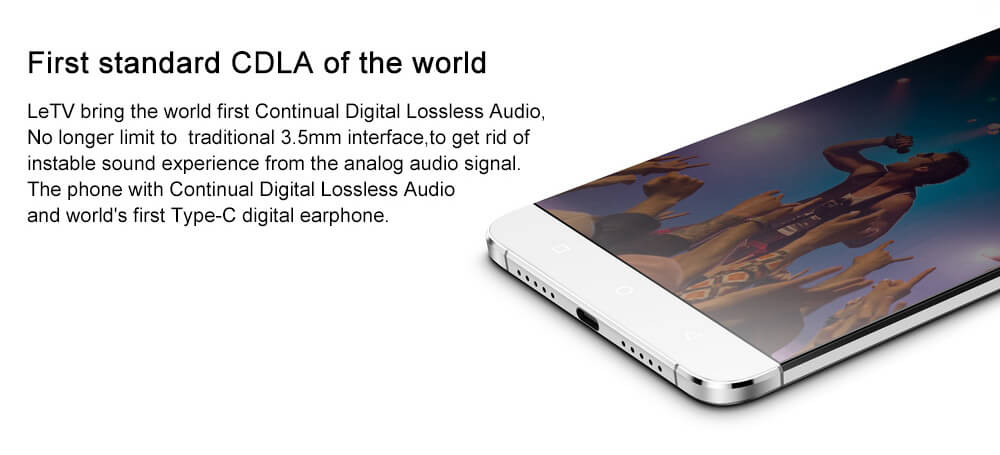 First standard CDLA of the world
LeTV bring the world first Continual Digital Lossless Audio,
No longer limit to  traditional 3.5mm interface,to get rid of
instable sound experience from the analog audio signal.
The phone with Continual Digital Lossless Audio
and world's first Type-C digital earphone.